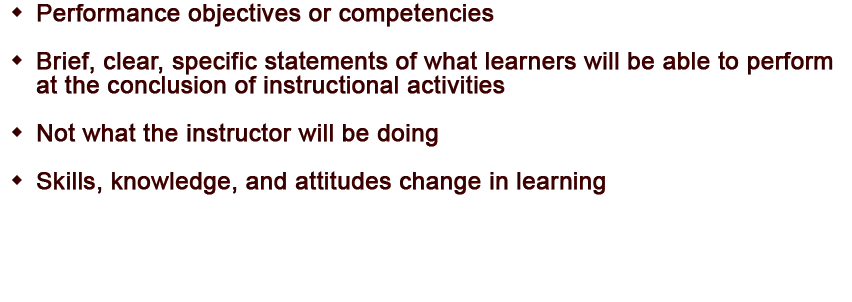 ◆ Performance objectives or competencies
◆ Brief, clear, specific statements of what learners will be able to perform
at the conclusion of instructional activities
◆ Not what the instructor will be doing
◆ Skills, knowledge, and attitudes change in learning